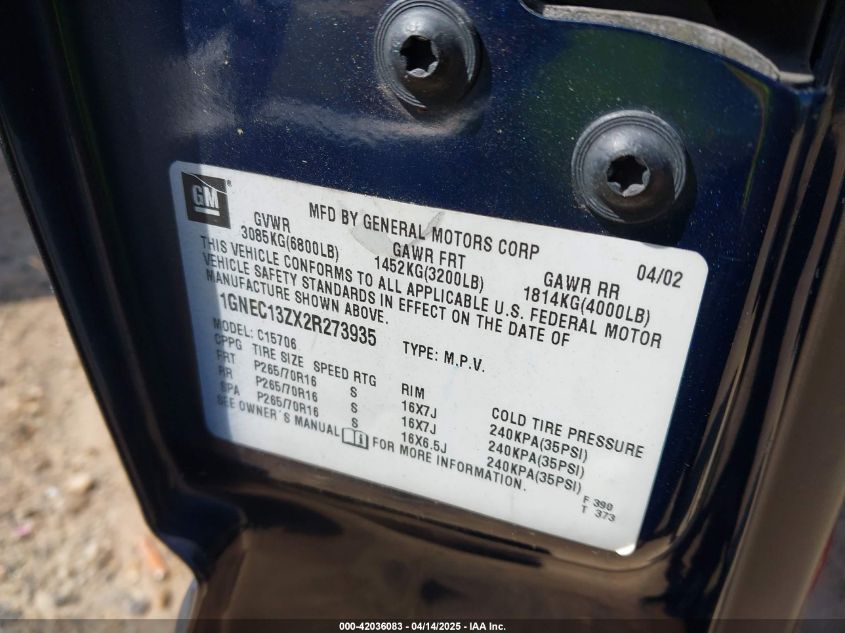 GM®
MFD BY GENERAL MOTORS CORP 04/02
GVWR GAWR FRT GAWR RR
3085KG(6800LB) 1452KG(3200LB) 1814KG(4000LB)
THIS VEHICLE CONFORMS TO ALL APPLICABLE U.S. FEDERAL MOTOR
VEHICLE SAFETY STANDARDS IN EFFECT ON THE DATE OF
MANUFACTURE SHOWN ABOVE.
1GNEC13ZX2R273935 TYPE: M.P.V.
MODEL: C15706
CPPG TIRE SIZE SPEED RTG RIM COLD TIRE PRESSURE
FRT P265/70R16 S 16X7J 240KPA(35PSI)
RR P265/70R16 S 16X7J 240KPA(35PSI)
SPA P265/70R16 S 16X6.5J 240KPA(35PSI)
SEE OWNER'S MANUAL i FOR MORE INFORMATION.
F 390
T 373
000-42036083 - 04/14/2025 - IAA Inc.